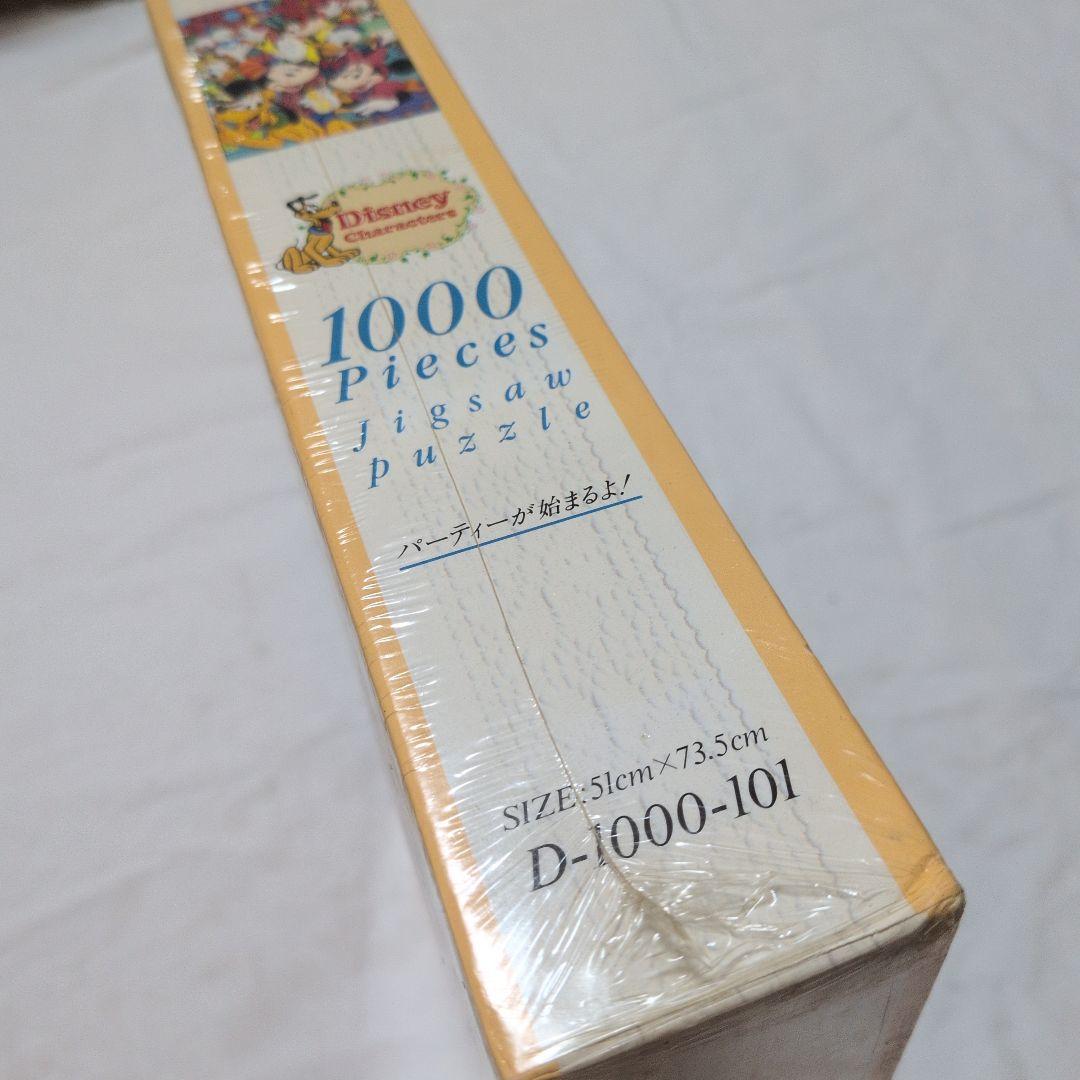 Disney
Characters
1000
Pieces
Jigsaw
puzzle
パーティーが始まるよ!
SIZE:51cm×73.5cm
D-1000-101